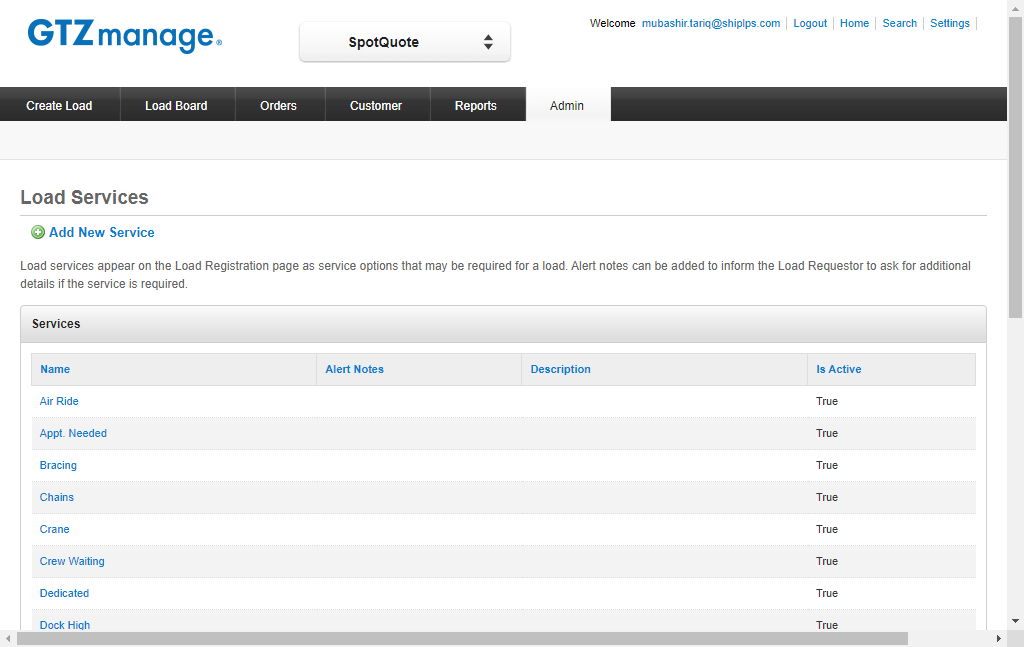 GTZmanage®
SpotQuote
Welcome mubashir.tariq@shiplps.com Logout Home Search Settings
Create Load Load Board Orders Customer Reports Admin
Load Services
Add New Service
Load services appear on the Load Registration page as service options that may be required for a load. Alert notes can be added to inform the Load Requestor to ask for additional
details if the service is required.
Services
Name Alert Notes Description Is Active
Air Ride True
Appt. Needed True
Bracing True
Chains True
Crane True
Crew Waiting True
Dedicated True
Dock High True